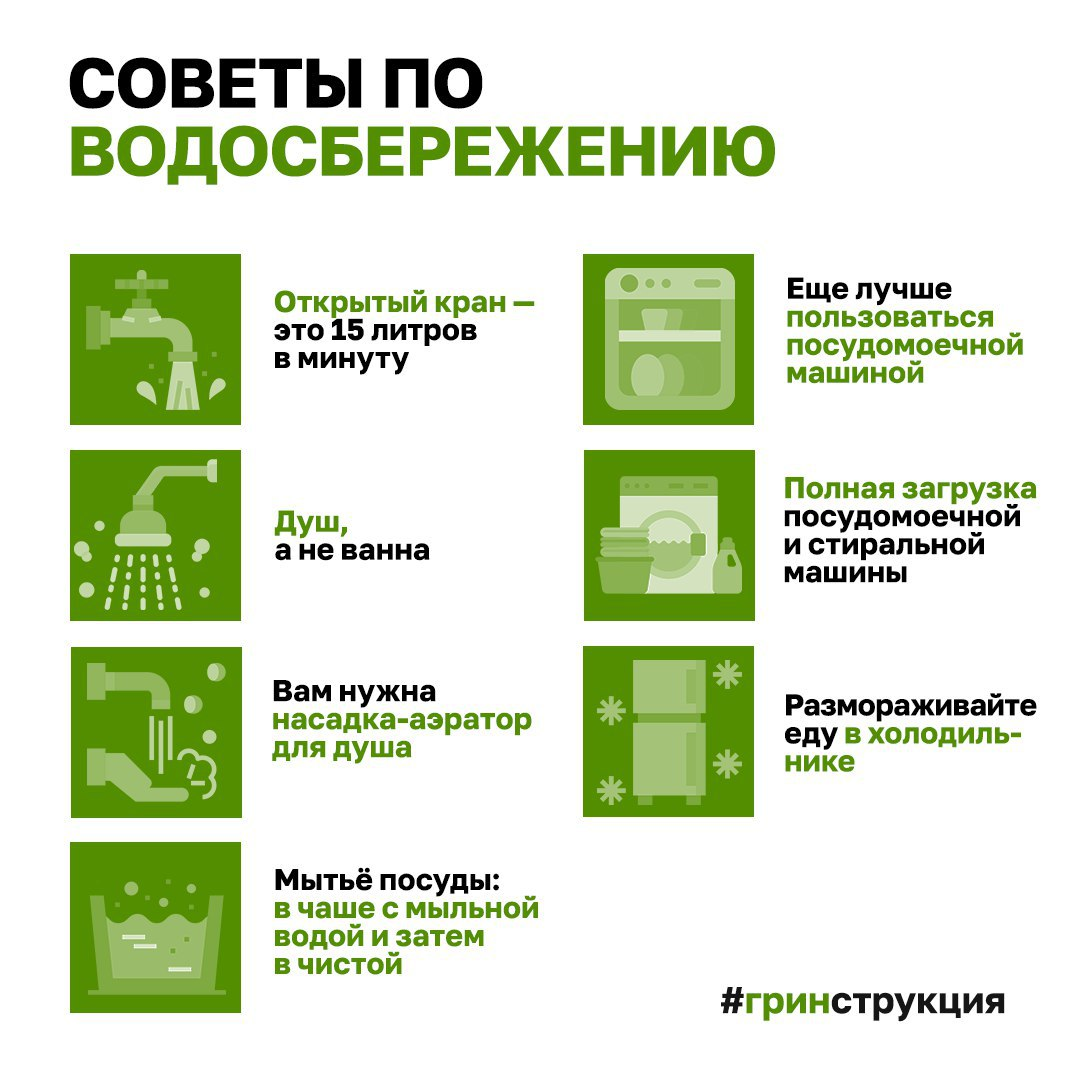 СОВЕТЫ ПО
ВОДОСБЕРЕЖЕНИЮ
Открытый кран —
это 15 литров
в минуту
Душ,
а не ванна
Вам нужна
насадка-аэратор
для душа
Мытьё посуды:
в чаше с мыльной
водой и затем
в чистой
Еще лучше
пользоваться
посудомоечной
машиной
Полная загрузка
посудомоечной
и стиральной
машины
Размораживайте
еду в холодиль-
нике
#гринструкция